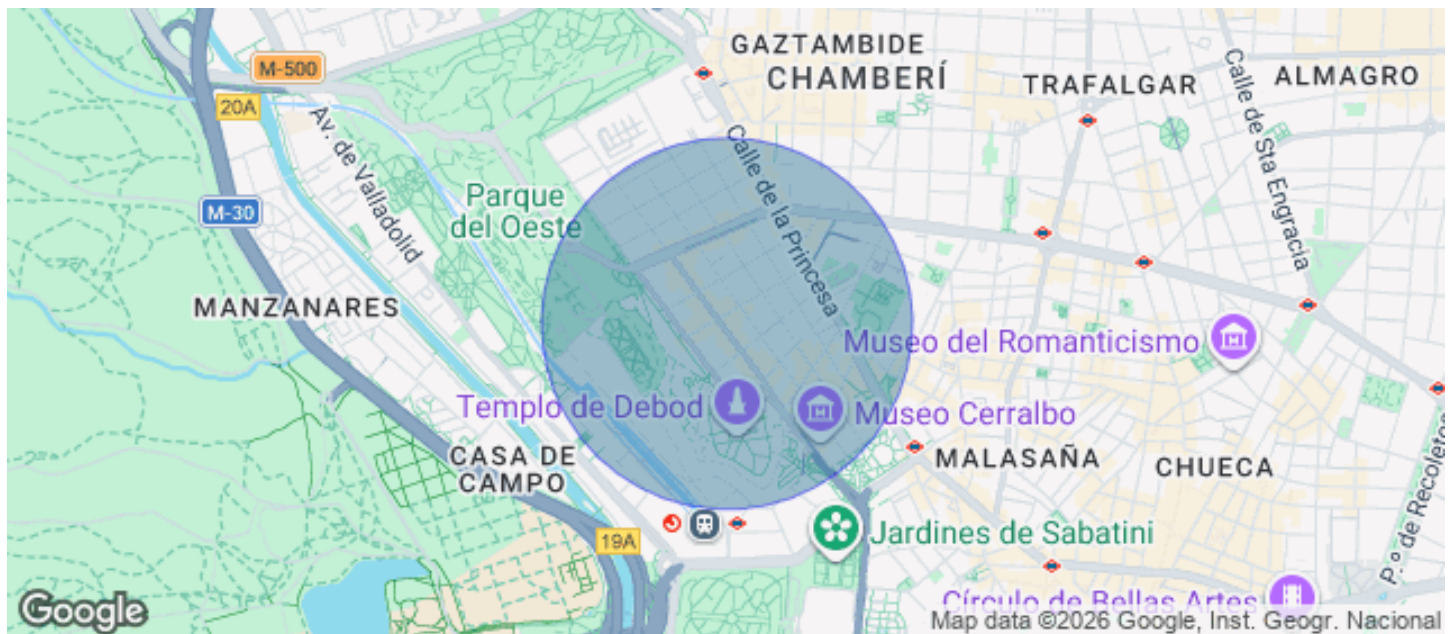 GAZTAMBIDE
CHAMBERÍ
TRAFALGAR
ALMAGRO
M-500
20A
Av. de Valladolid
Calle de la Princesa
Calle de Sta Engracia
Parque
del Oeste
M-30
MANZANARES
Museo del Romanticismo
Templo de Debod
Museo Cerralbo
CASA DE
CAMPO
MALASAÑA
CHUECA
P.º de Recoletos
19A
Jardines de Sabatini
Círculo de Bellas Artes
Google
Map data ©2026 Google, Inst. Geogr. Nacional